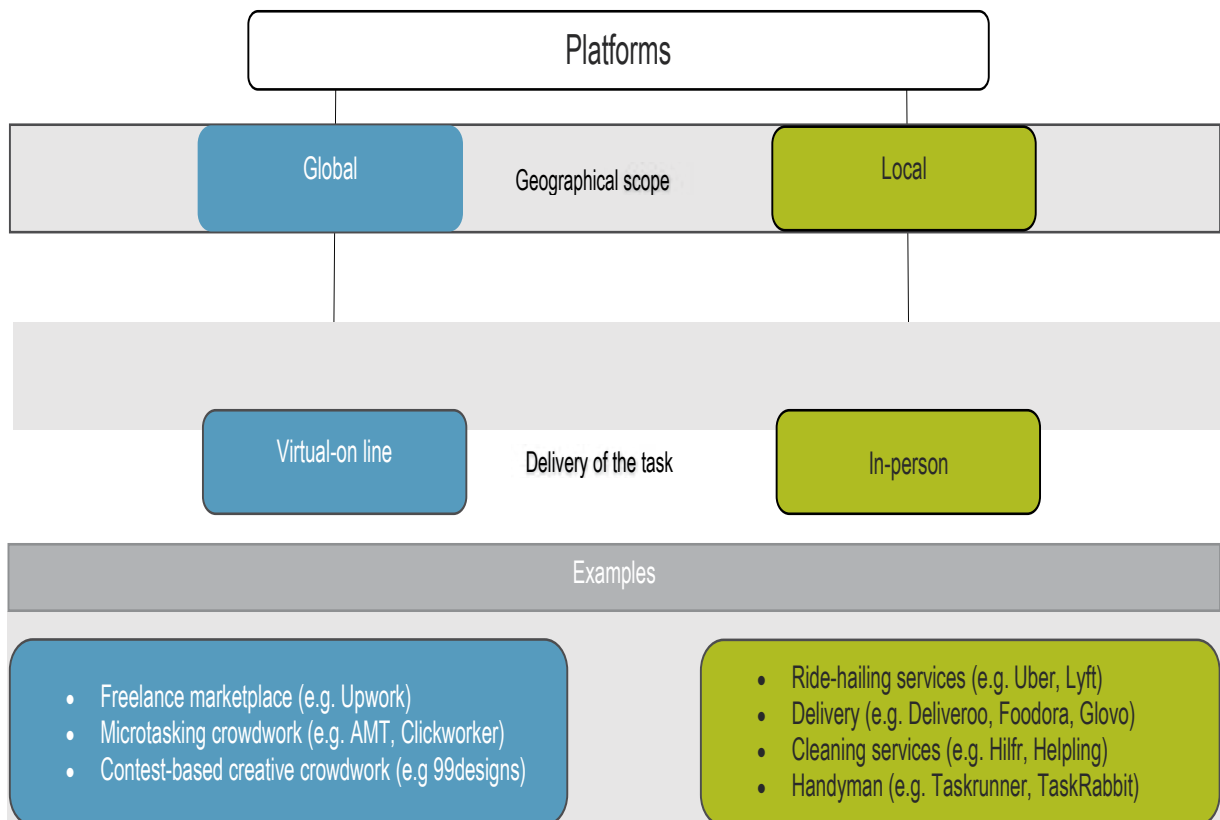 Platforms
Global
Geographical scope
Local
Virtual-on line
Delivery of the task
In-person
Examples
• Freelance marketplace (e.g. Upwork)
• Microtasking crowdwork (e.g. AMT, Clickworker)
• Contest-based creative crowdwork (e.g 99designs)
• Ride-hailing services (e.g. Uber, Lyft)
• Delivery (e.g. Deliveroo, Foodora, Glovo)
• Cleaning services (e.g. Hilfr, Helpling)
• Handyman (e.g. Taskrunner, TaskRabbit)